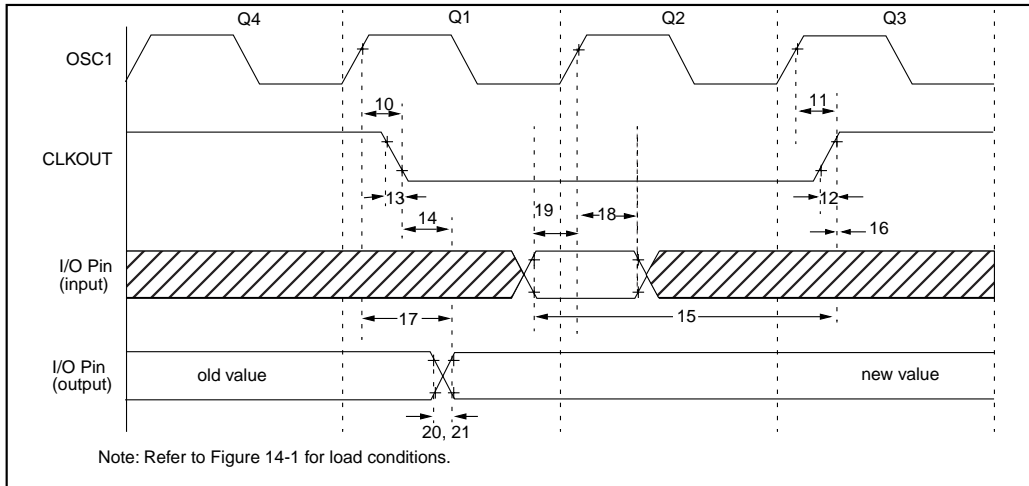 Q4 Q1 Q2 Q3
OSC1
10 11
CLKOUT
13 12
14 19 18 16
I/O Pin
(input)
17 15
I/O Pin
(output)
old value new value
20, 21
Note: Refer to Figure 14-1 for load conditions.